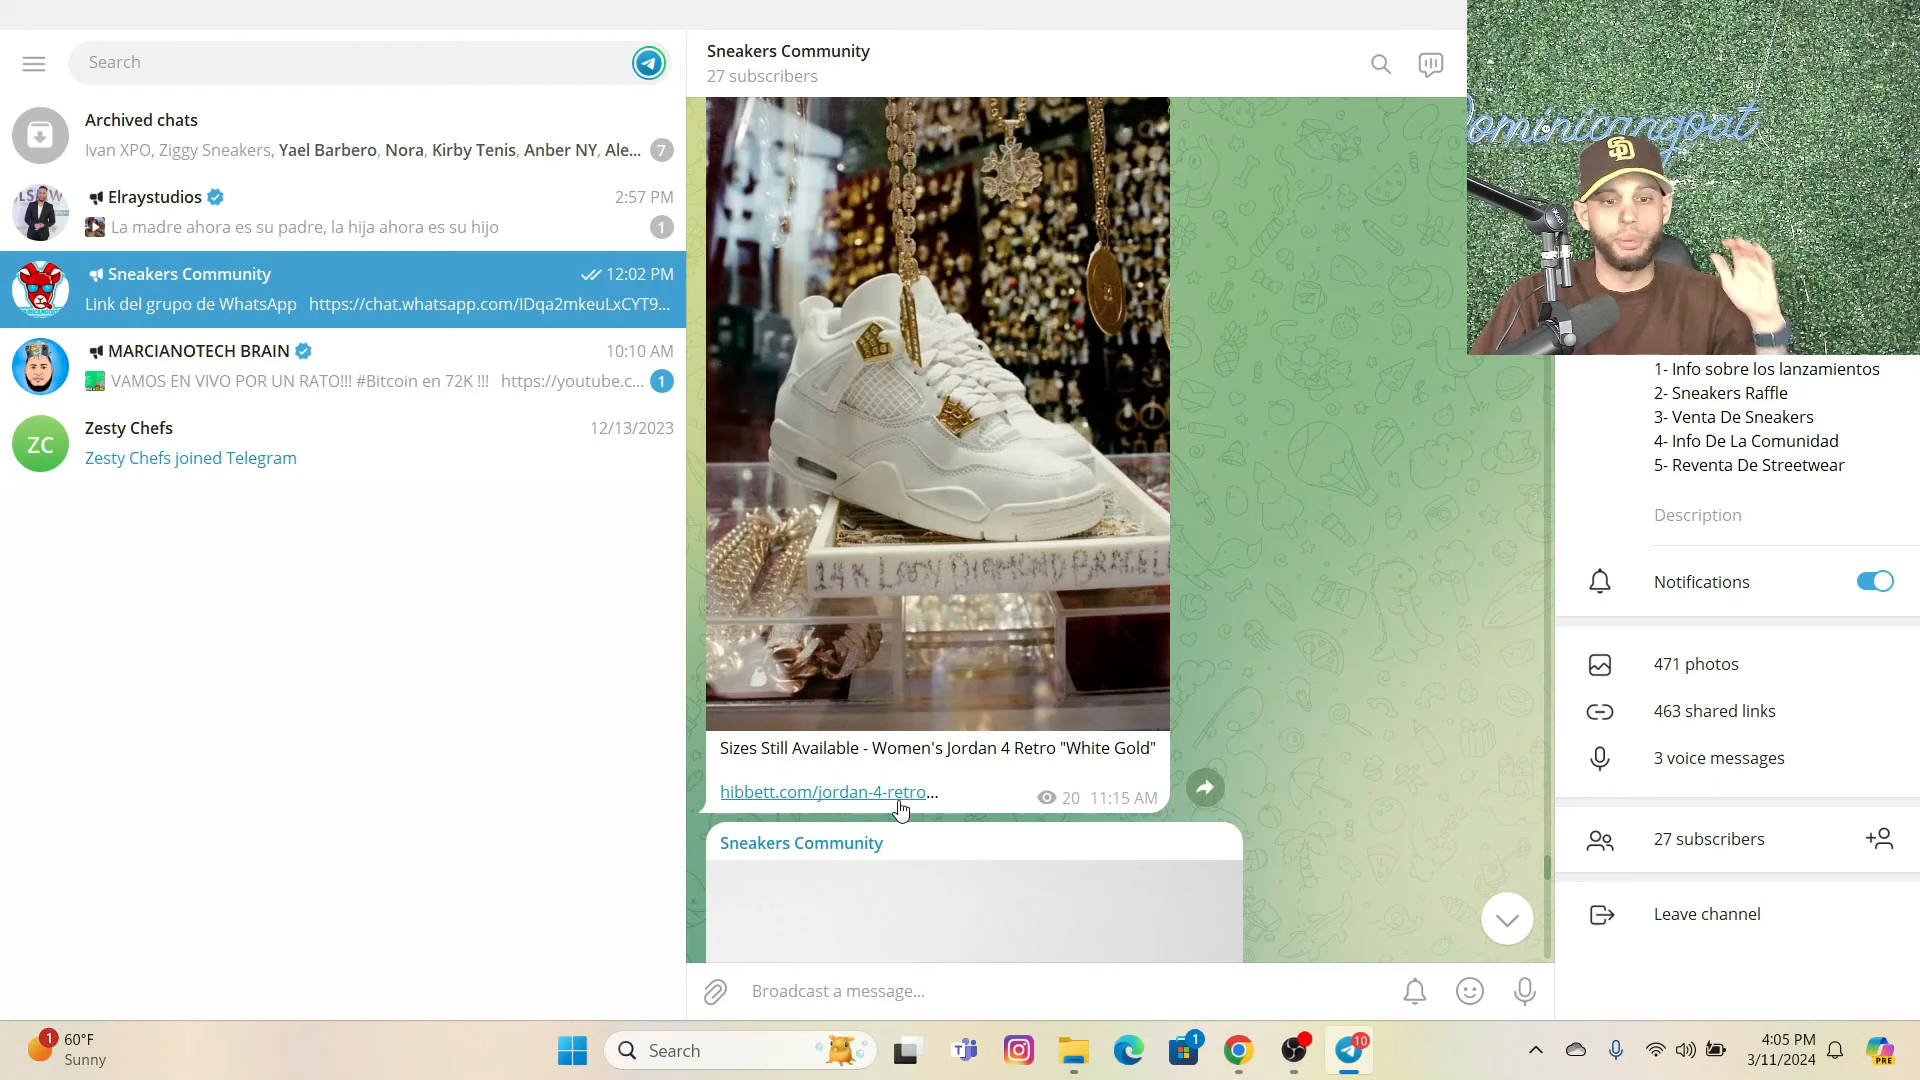 Search
Archived chats
Ivan XPO, Ziggy Sneakers, Yael Barbero, Nora, Kirby Tenis, Anber NY, Ale...
7
Elraystudios
2:57 PM
La madre ahora es su padre, la hija ahora es su hijo
1
Sneakers Community
12:02 PM
Link del grupo de WhatsApp https://chat.whatsapp.com/IDqa2mkeuLxCYT9...
MARCIANOTECH BRAIN
10:10 AM
VAMOS EN VIVO POR UN RATO!!! #Bitcoin en 72K !!! https://youtube.c...
1
ZC
Zesty Chefs
12/13/2023
Zesty Chefs joined Telegram
Sneakers Community
27 subscribers
Sizes Still Available - Women's Jordan 4 Retro "White Gold"
hibbett.com/jordan-4-retro...
20 11:15 AM
Sneakers Community
Broadcast a message...
Dominicangoat
SD
1- Info sobre los lanzamientos
2- Sneakers Raffle
3- Venta De Sneakers
4- Info De La Comunidad
5- Reventa De Streetwear
Description
Notifications
471 photos
463 shared links
3 voice messages
27 subscribers
Leave channel
1
60°F
Sunny
Search
1
10
4:05 PM
3/11/2024
PRE